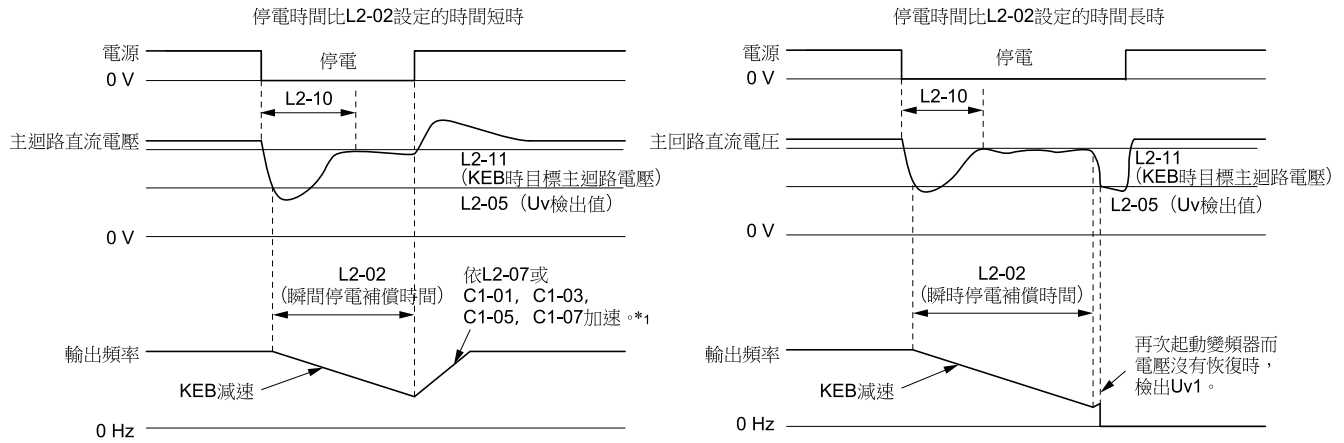 停電時間比L2-02設定的時間短時
電源
停電
0 V
L2-10
主迴路直流電壓
L2-11
（KEB時目標主迴路電壓）
L2-05（Uv檢出值）
0 V
L2-02
（瞬間停電補償時間）
依L2-07或
C1-01, C1-03,
C1-05, C1-07加速。*1
輸出頻率
KEB減速
0 Hz
停電時間比L2-02設定的時間長時
電源
停電
0 V
L2-10
主回路直流電圧
L2-11
（KEB時目標主迴路電壓）
L2-05（Uv檢出值）
0 V
L2-02
（瞬時停電補償時間）
輸出頻率
KEB減速
再次起動變頻器而
電壓沒有恢復時，
檢出Uv1。
0 Hz